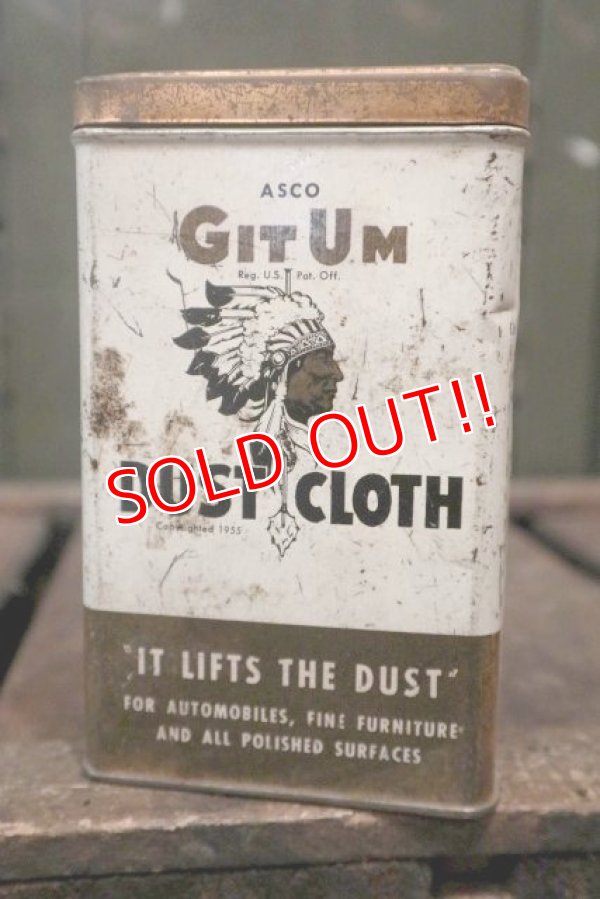 ASCO
GIT UM
Reg. U.S. Pat. Off.
SOLD OUT!!
DUST CLOTH
Copyrighted 1955
"IT LIFTS THE DUST"
FOR AUTOMOBILES, FINE FURNITURE
AND ALL POLISHED SURFACES